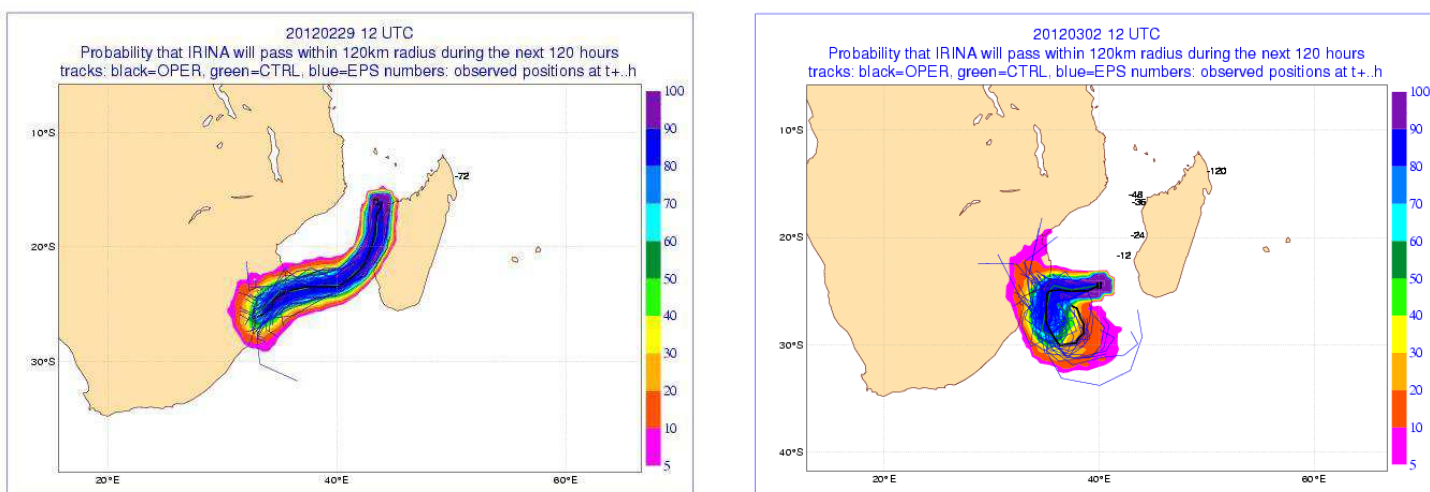 20120229 12 UTC
Probability that IRINA will pass within 120km radius during the next 120 hours
tracks: black=OPER, green=CTRL, blue=EPS numbers: observed positions at t+..h
10°S
20°S
30°S
20°E
40°E
60°E
-72
100
90
80
70
60
50
40
30
20
10
5
20120302 12 UTC
Probability that IRINA will pass within 120km radius during the next 120 hours
tracks: black=OPER, green=CTRL, blue=EPS numbers: observed positions at t+..h
10°S
20°S
30°S
40°S
20°E
40°E
60°E
-120
-48
-36
-24
-12
100
90
80
70
60
50
40
30
20
10
5